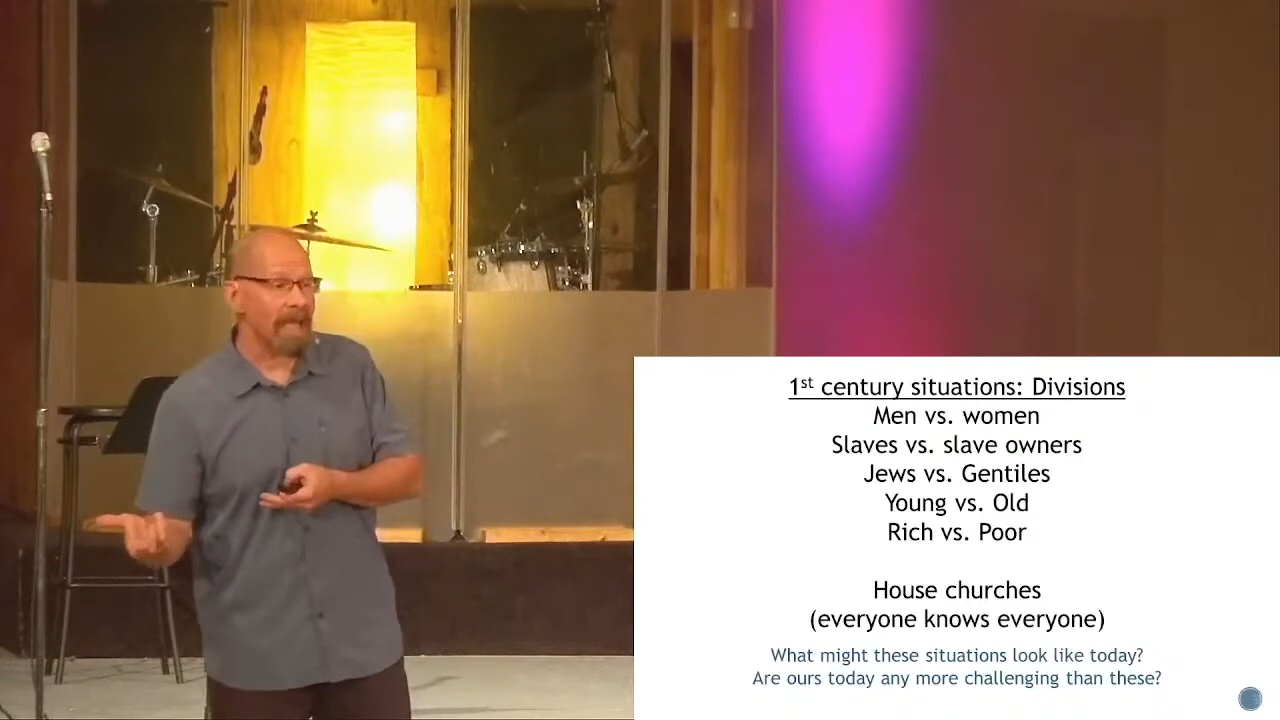 1st century situations: Divisions
Men vs. women
Slaves vs. slave owners
Jews vs. Gentiles
Young vs. Old
Rich vs. Poor
House churches
(everyone knows everyone)
What might these situations look like today?
Are ours today any more challenging than these?